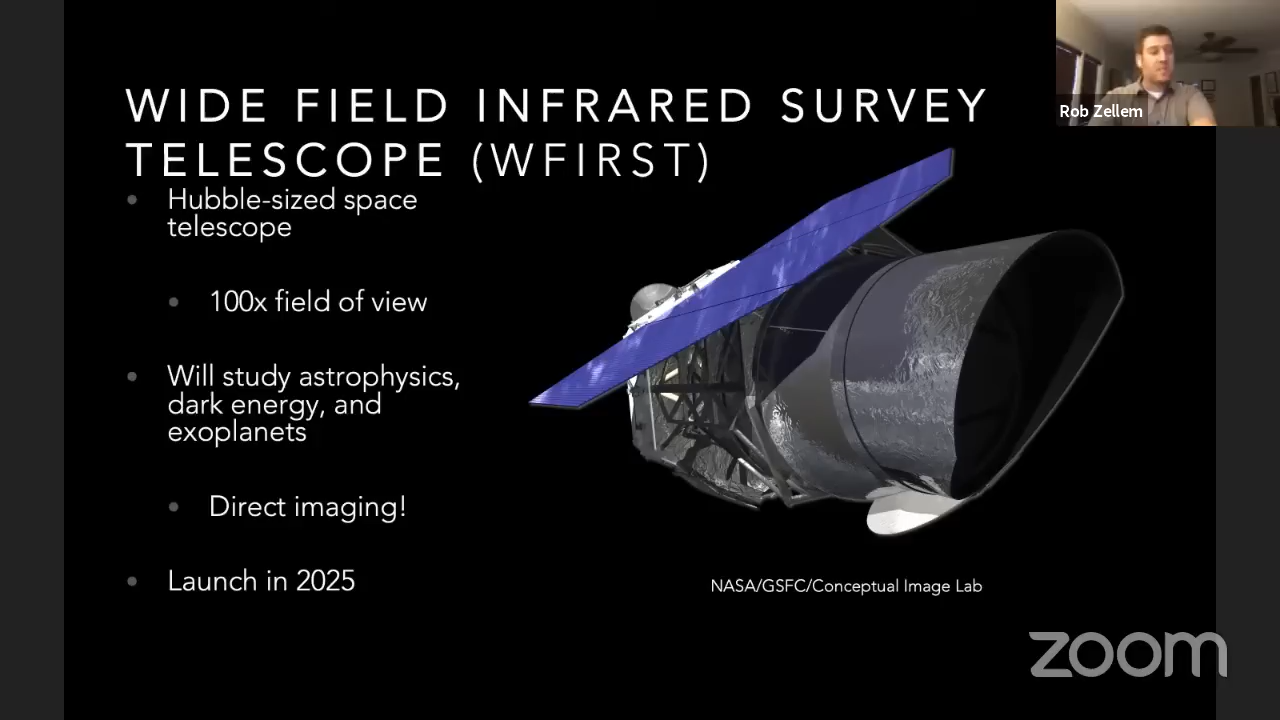 WIDE FIELD INFRARED SURVEY
TELESCOPE (WFIRST)
Hubble-sized space
telescope
100x field of view
Will study astrophysics,
dark energy, and
exoplanets
Direct imaging!
Launch in 2025
NASA/GSFC/Conceptual Image Lab
Rob Zellem
zoom